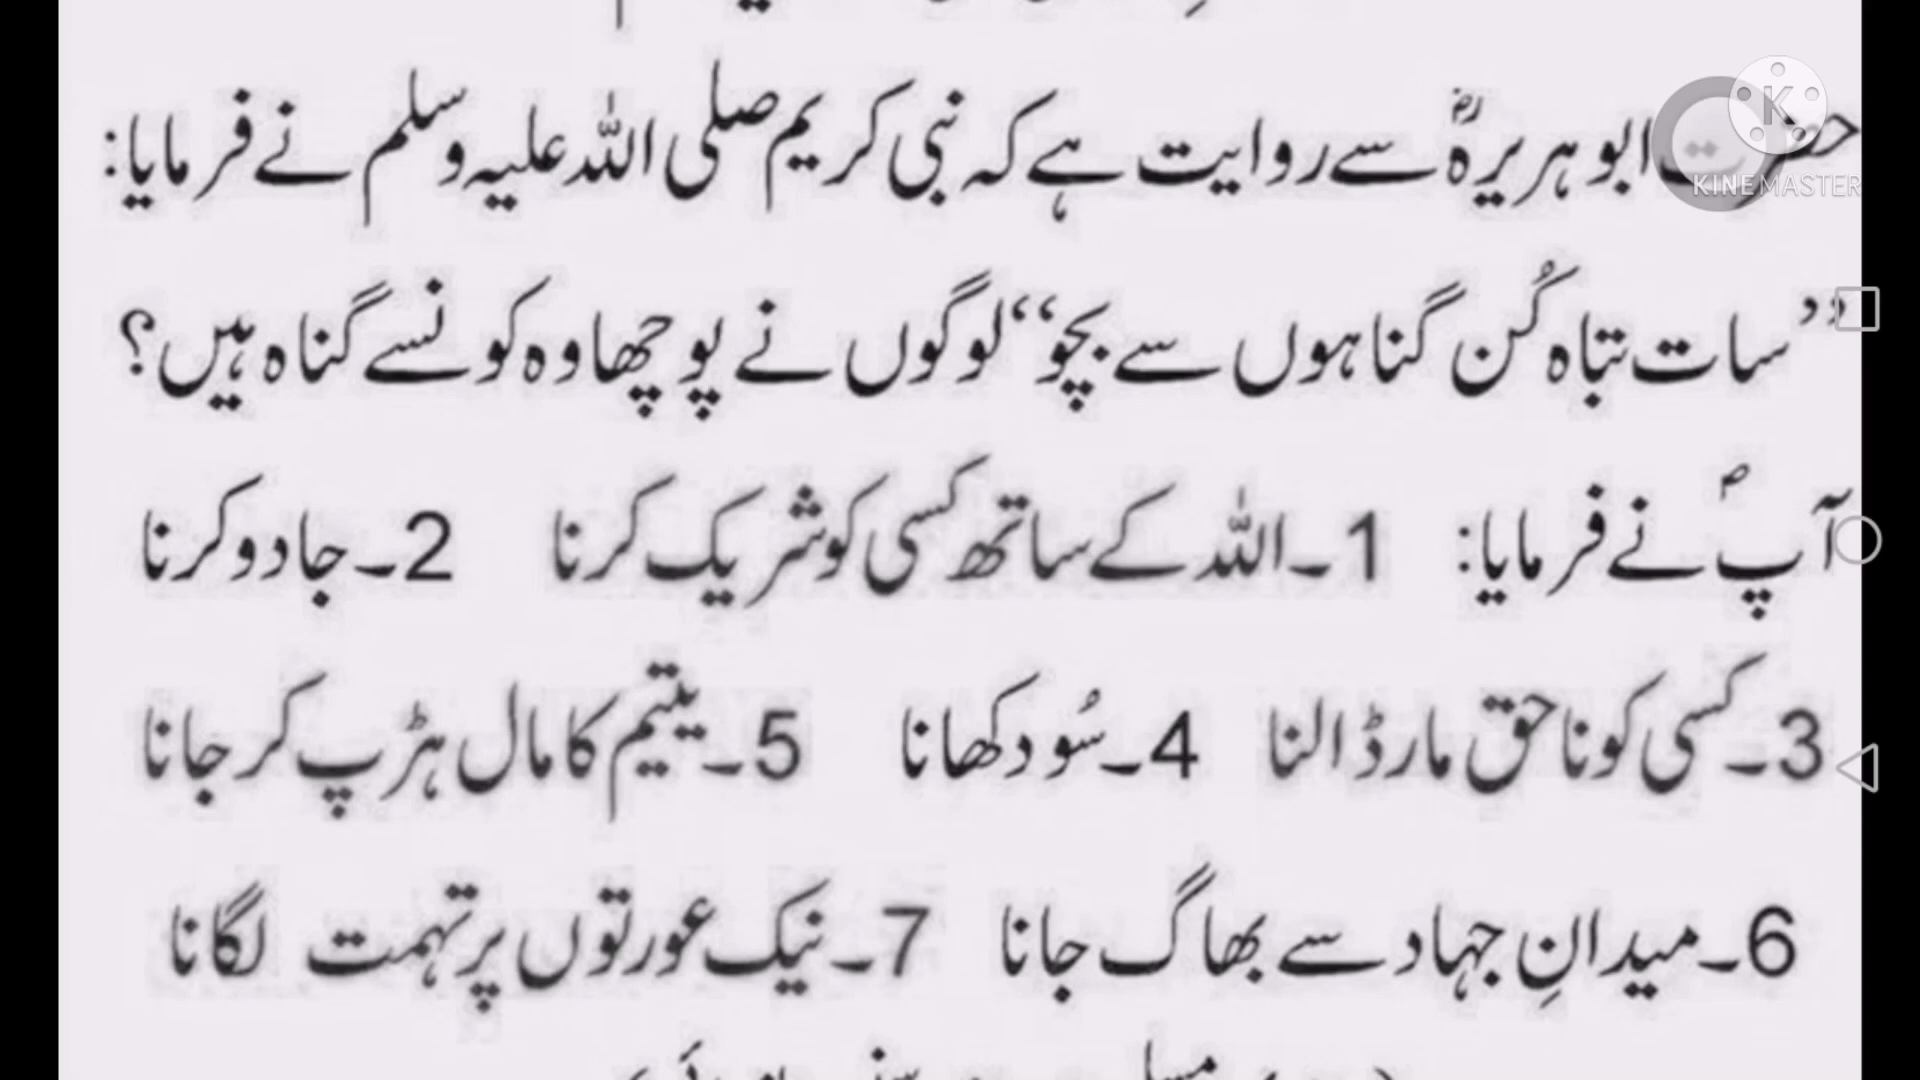 حضرت ابوہریرہؓ سے روایت ہے کہ نبی کریم صلی اللہ علیہ وسلم نے فرمایا:
”سات تباہ کُن گناہوں سے بچو“ لوگوں نے پوچھا وہ کونسے گناہ ہیں؟
آپؐ نے فرمایا: 1۔اللہ کے ساتھ کسی کو شریک کرنا 2۔جادو کرنا
3۔کسی کو ناحق مار ڈالنا 4۔سُود کھانا 5۔یتیم کا مال ہڑپ کر جانا
6۔میدانِ جہاد سے بھاگ جانا 7۔نیک عورتوں پر تہمت لگانا
KINEMASTER